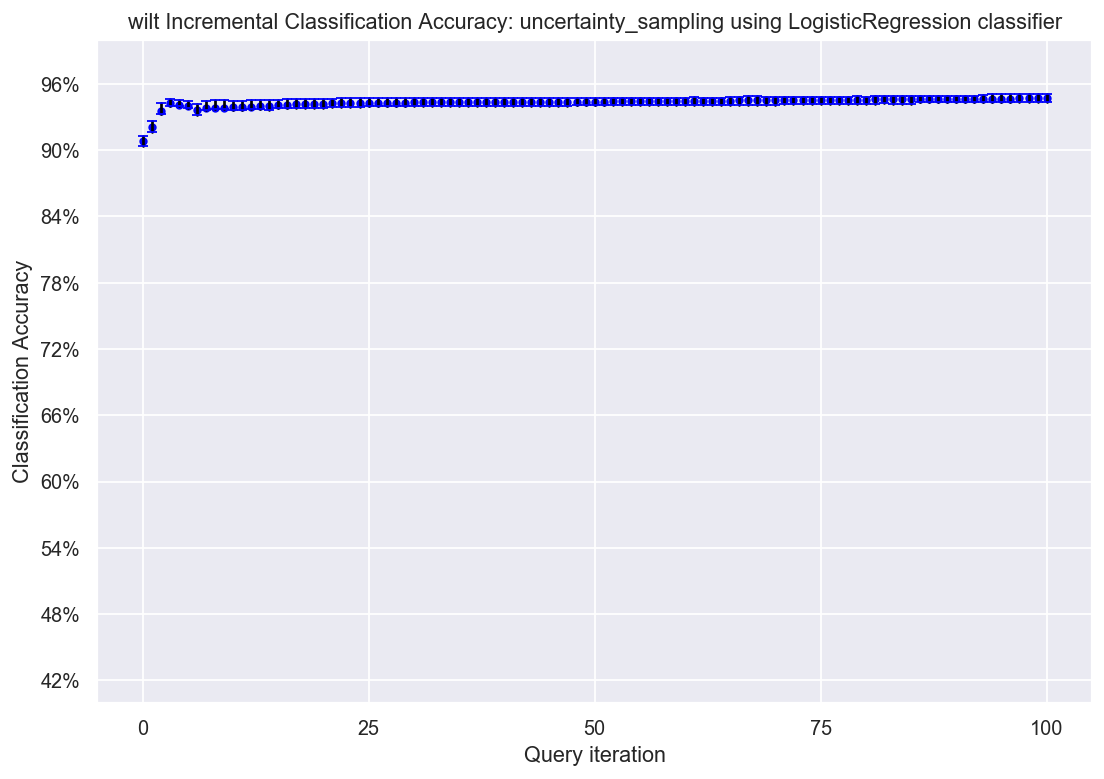 wilt Incremental Classification Accuracy: uncertainty_sampling using LogisticRegression classifier
96%
90%
84%
78%
72%
66%
60%
54%
48%
42%
Classification Accuracy
0 25 50 75 100
Query iteration